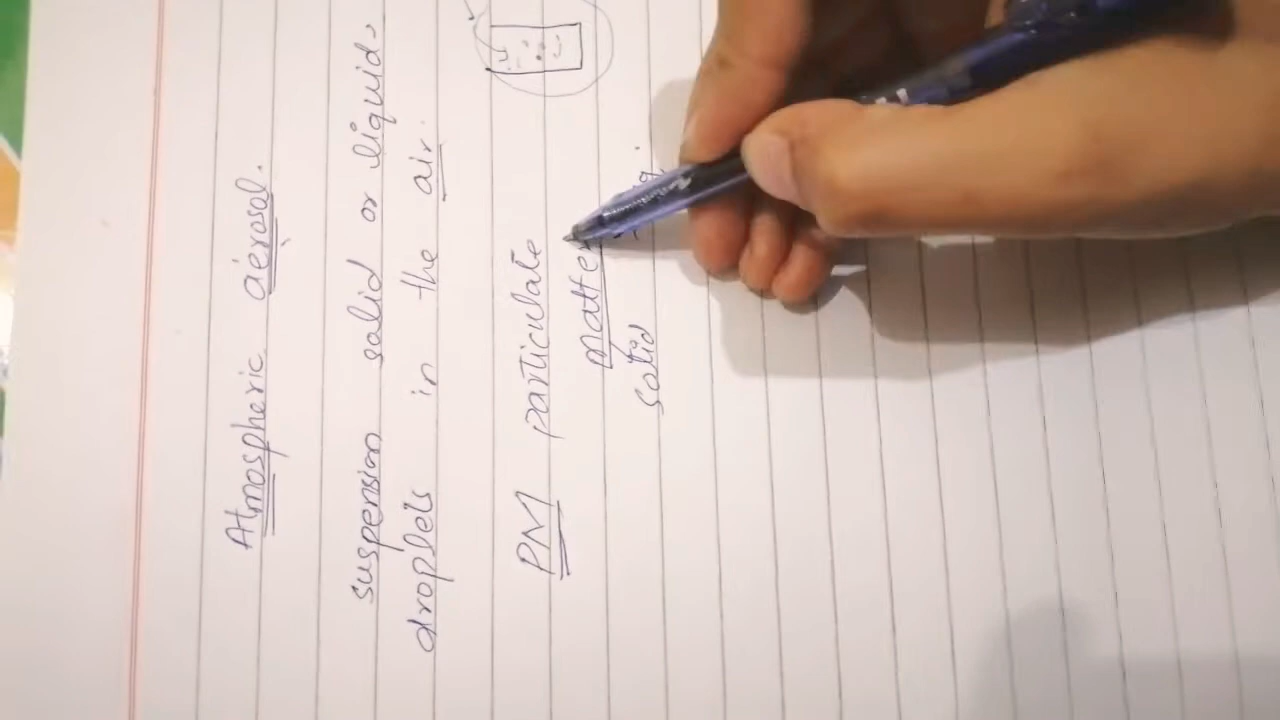 Atmospheric aerosol.
suspension solid or liquid.
droplets in the air.
PM particulate
matter
solid